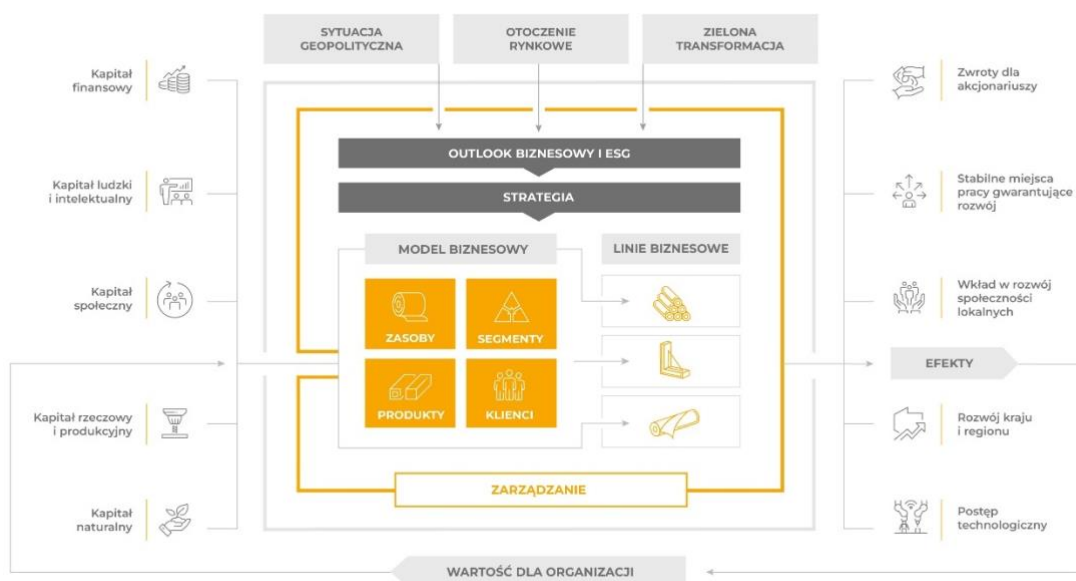 SYTUACJA
GEOPOLITYCZNA
OTOCZENIE
RYNKOWE
ZIELONA
TRANSFORMACJA
Kapitał
finansowy
Kapitał ludzki
i intelektualny
Kapitał
społeczny
Kapitał rzeczowy
i produkcyjny
Kapitał
naturalny
OUTLOOK BIZNESOWY I ESG
STRATEGIA
MODEL BIZNESOWY
ZASOBY
SEGMENTY
PRODUKTY
KLIENCI
LINIE BIZNESOWE
ZARZĄDZANIE
Zwroty dla
akcjonariuszy
Stabilne miejsca
pracy gwarantujące
rozwój
Wkład w rozwój
społeczności
lokalnych
EFEKTY
Rozwój kraju
i regionu
Postęp
technologiczny
WARTOŚĆ DLA ORGANIZACJI